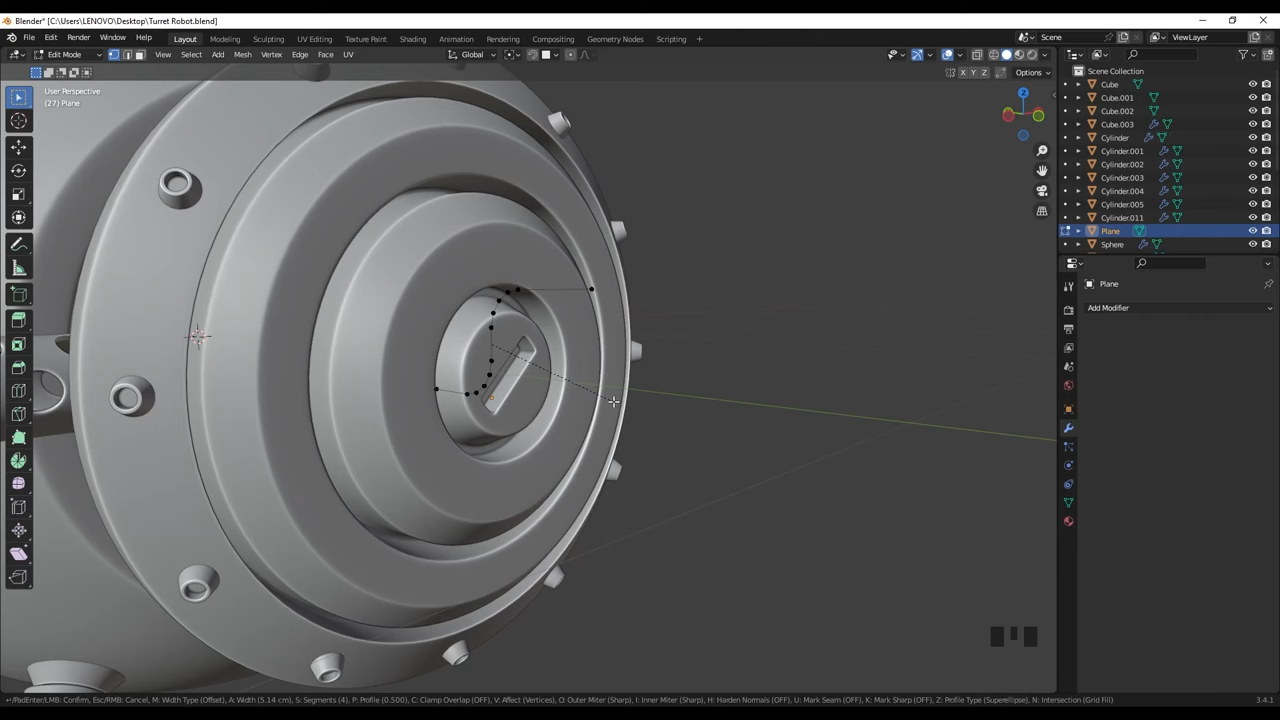 Blender* [C:\Users\LENOVO\Desktop\Turret Robot.blend]
File Edit Render Window Help Layout Modeling Sculpting UV Editing Texture Paint Shading Animation Rendering Compositing Geometry Nodes Scripting Scene ViewLayer
Edit Mode View Select Add Mesh Vertex Edge Face UV Global
X Y Z Options
User Perspective
(27) Plane
Z
Scene Collection
Cube
Cube.001
Cube.002
Cube.003
Cylinder
Cylinder.001
Cylinder.002
Cylinder.003
Cylinder.004
Cylinder.005
Cylinder.011
Plane
Sphere
Plane
Add Modifier
↵/PadEnter/LMB: Confirm, Esc/RMB: Cancel, M: Width Type (Offset), A: Width (5.14 cm), S: Segments (4), P: Profile (0.500), C: Clamp Overlap (OFF), V: Affect (Vertices), O: Outer Miter (Sharp), I: Inner Miter (Sharp), H: Harden Normals (OFF), U: Mark Seam (OFF), K: Mark Sharp (OFF), Z: Profile Type (Superellipse), N: Intersection (Grid Fill) 3.4.1